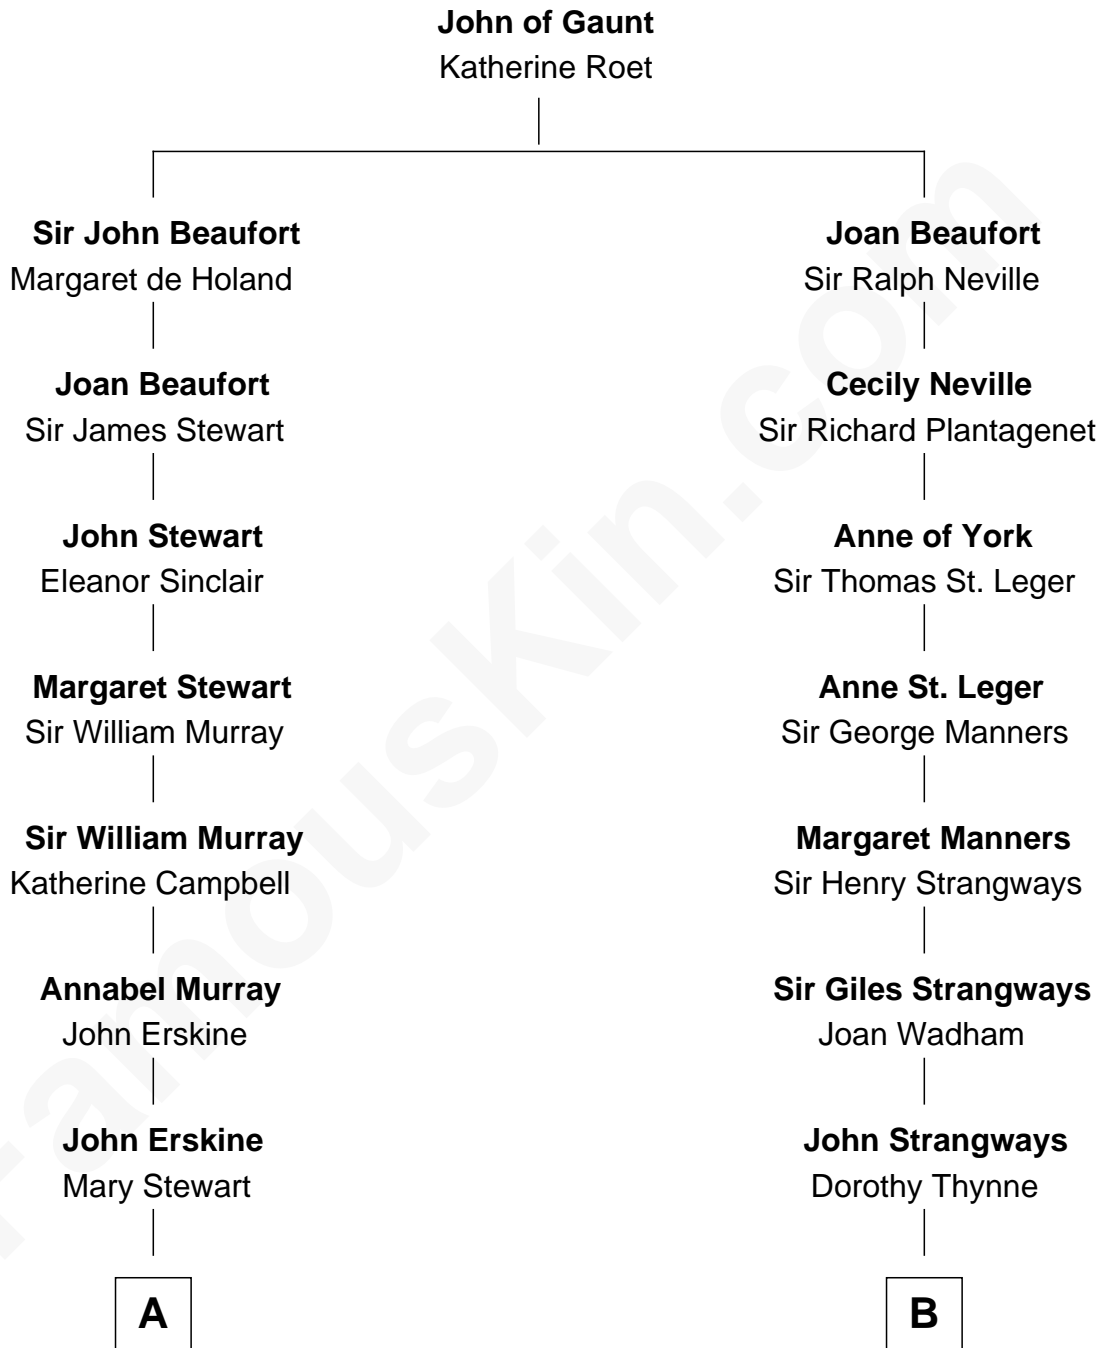 John of Gaunt
Katherine Roet
Sir John Beaufort
Margaret de Holand
Joan Beaufort
Sir James Stewart
John Stewart
Eleanor Sinclair
Margaret Stewart
Sir William Murray
Sir William Murray
Katherine Campbell
Annabel Murray
John Erskine
John Erskine
Mary Stewart
A
Joan Beaufort
Sir Ralph Neville
Cecily Neville
Sir Richard Plantagenet
Anne of York
Sir Thomas St. Leger
Anne St. Leger
Sir George Manners
Margaret Manners
Sir Henry Strangways
Sir Giles Strangways
Joan Wadham
John Strangways
Dorothy Thynne
B
FamousKin.com